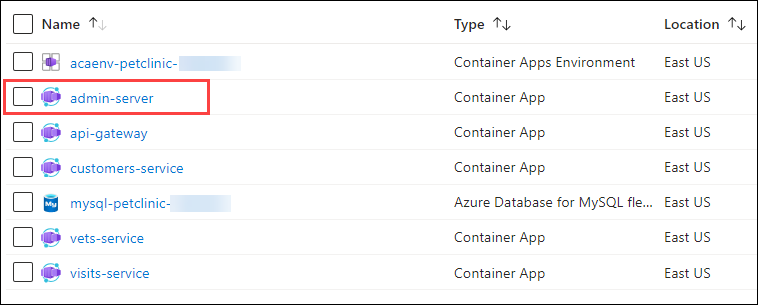 Name ↑↓ Type ↑↓ Location ↑↓
acaenv-petclinic- Container Apps Environment East US
admin-server Container App East US
api-gateway Container App East US
customers-service Container App East US
My mysql-petclinic- Azure Database for MySQL fle... East US
vets-service Container App East US
visits-service Container App East US